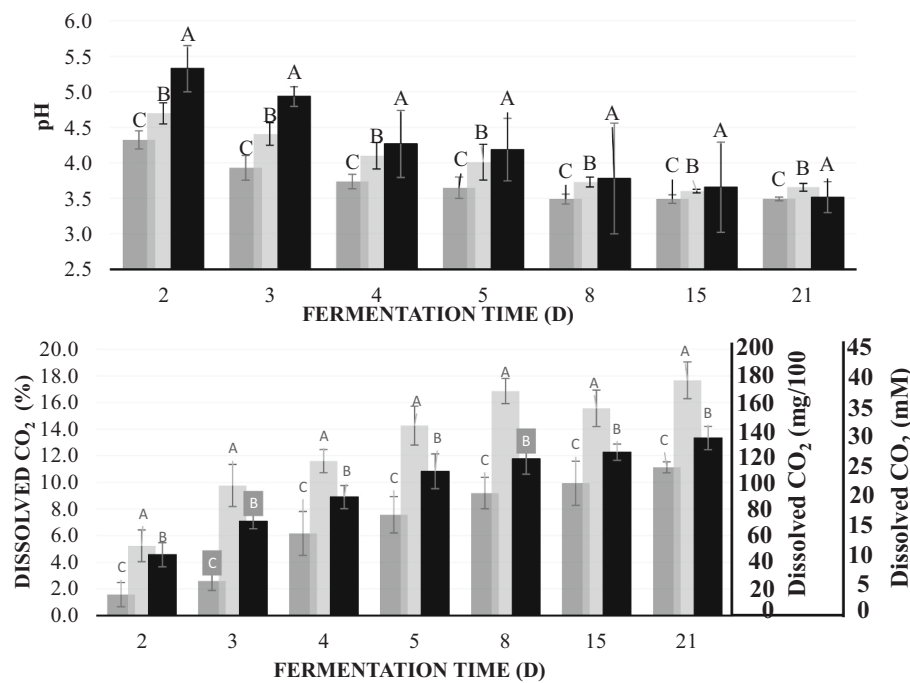 pH
6.0
5.5
5.0
4.5
4.0
3.5
3.0
2.5
C B A
C B A
C B A
C B A
C B A
C B A
C B A
2 3 4 5 8 15 21
FERMENTATION TIME (D)
DISSOLVED CO₂ (%)
20.0
18.0
16.0
14.0
12.0
10.0
8.0
6.0
4.0
2.0
0.0
C A B
C A B
C A B
C A B
C A B
C A B
C A B
2 3 4 5 8 15 21
FERMENTATION TIME (D)
200
180
160
140
120
100
80
60
40
20
0
Dissolved CO₂ (mg/100
45
40
35
30
25
20
15
10
5
0
Dissolved CO₂ (mM)